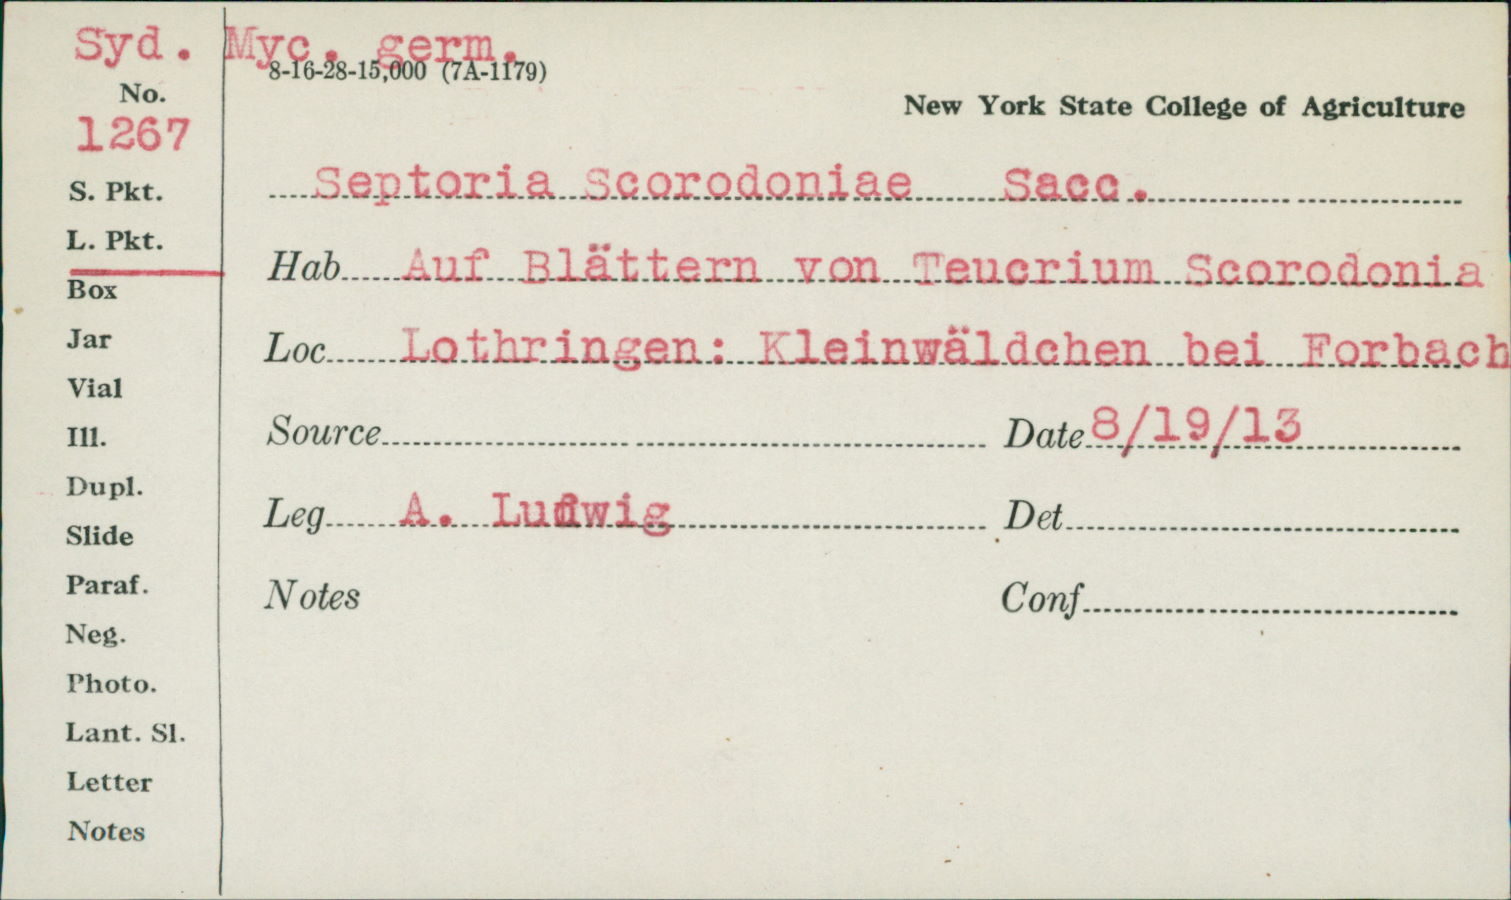 Syd. Myc. germ.
8-16-28-15,000 (7A-1179)
No.
1267
New York State College of Agriculture
S. Pkt.
Septoria Scorodoniae Sacc.
L. Pkt.
Hab Auf Blättern von Teucrium Scorodonia
Box
Jar
Loc Lothringen: Kleinwäldchen bei Forbach
Vial
Ill.
Source Date 8/19/13
Dupl.
Slide
Leg A. Ludwig Det
Paraf.
Notes Conf
Neg.
Photo.
Lant. Sl.
Letter
Notes